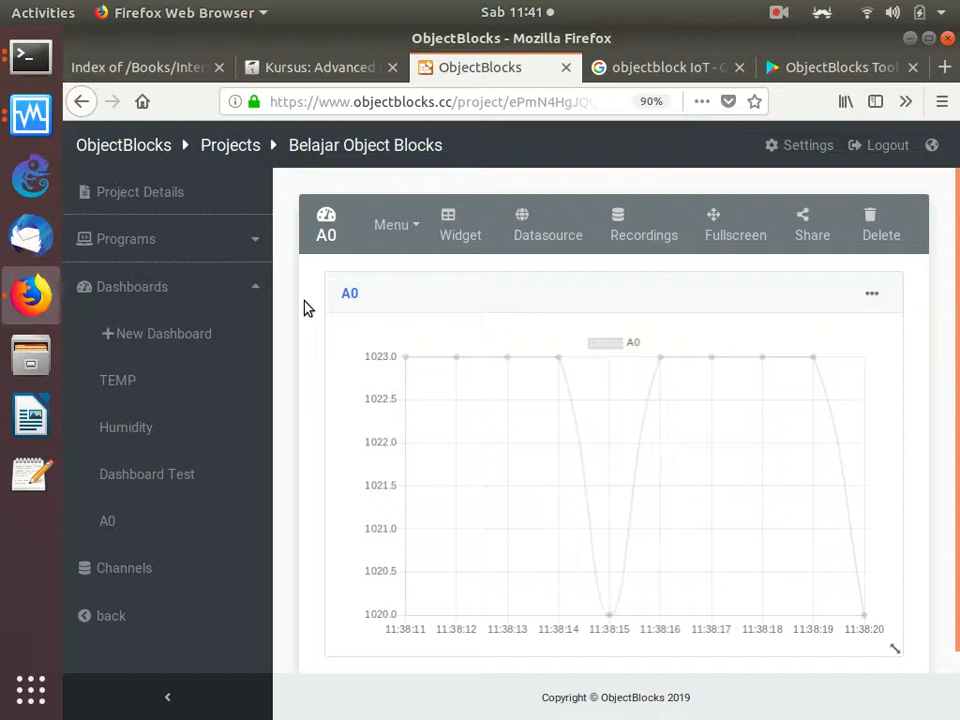 Activities
Firefox Web Browser
Sab 11:41
ObjectBlocks - Mozilla Firefox
Index of /Books/Inter
Kursus: Advanced
ObjectBlocks
objectblock IoT - G
ObjectBlocks Tool
https://www.objectblocks.cc/project/ePmN4HgJQ
90%
ObjectBlocks
Projects
Belajar Object Blocks
Settings
Logout
Project Details
Programs
Dashboards
New Dashboard
TEMP
Humidity
Dashboard Test
A0
Channels
back
A0
Menu
Widget
Datasource
Recordings
Fullscreen
Share
Delete
A0
A0
1023.0
1022.5
1022.0
1021.5
1021.0
1020.5
1020.0
11:38:11 11:38:12 11:38:13 11:38:14 11:38:15 11:38:16 11:38:17 11:38:18 11:38:19 11:38:20
Copyright © ObjectBlocks 2019